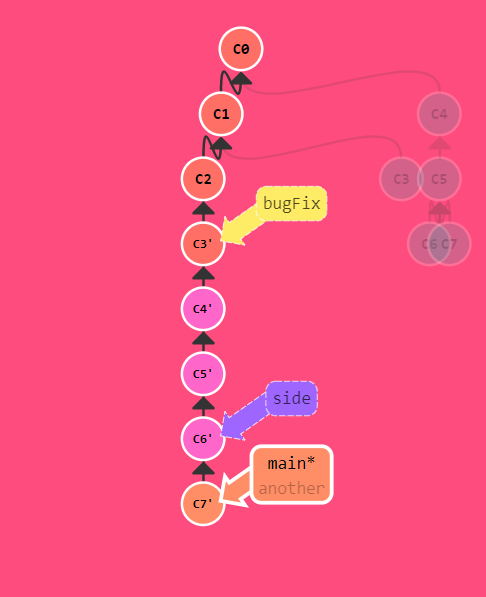 C0
C1
C4
C2
C3
C5
bugFix
C3'
C6
C7
C4'
C5'
side
C6'
main*
another
C7'